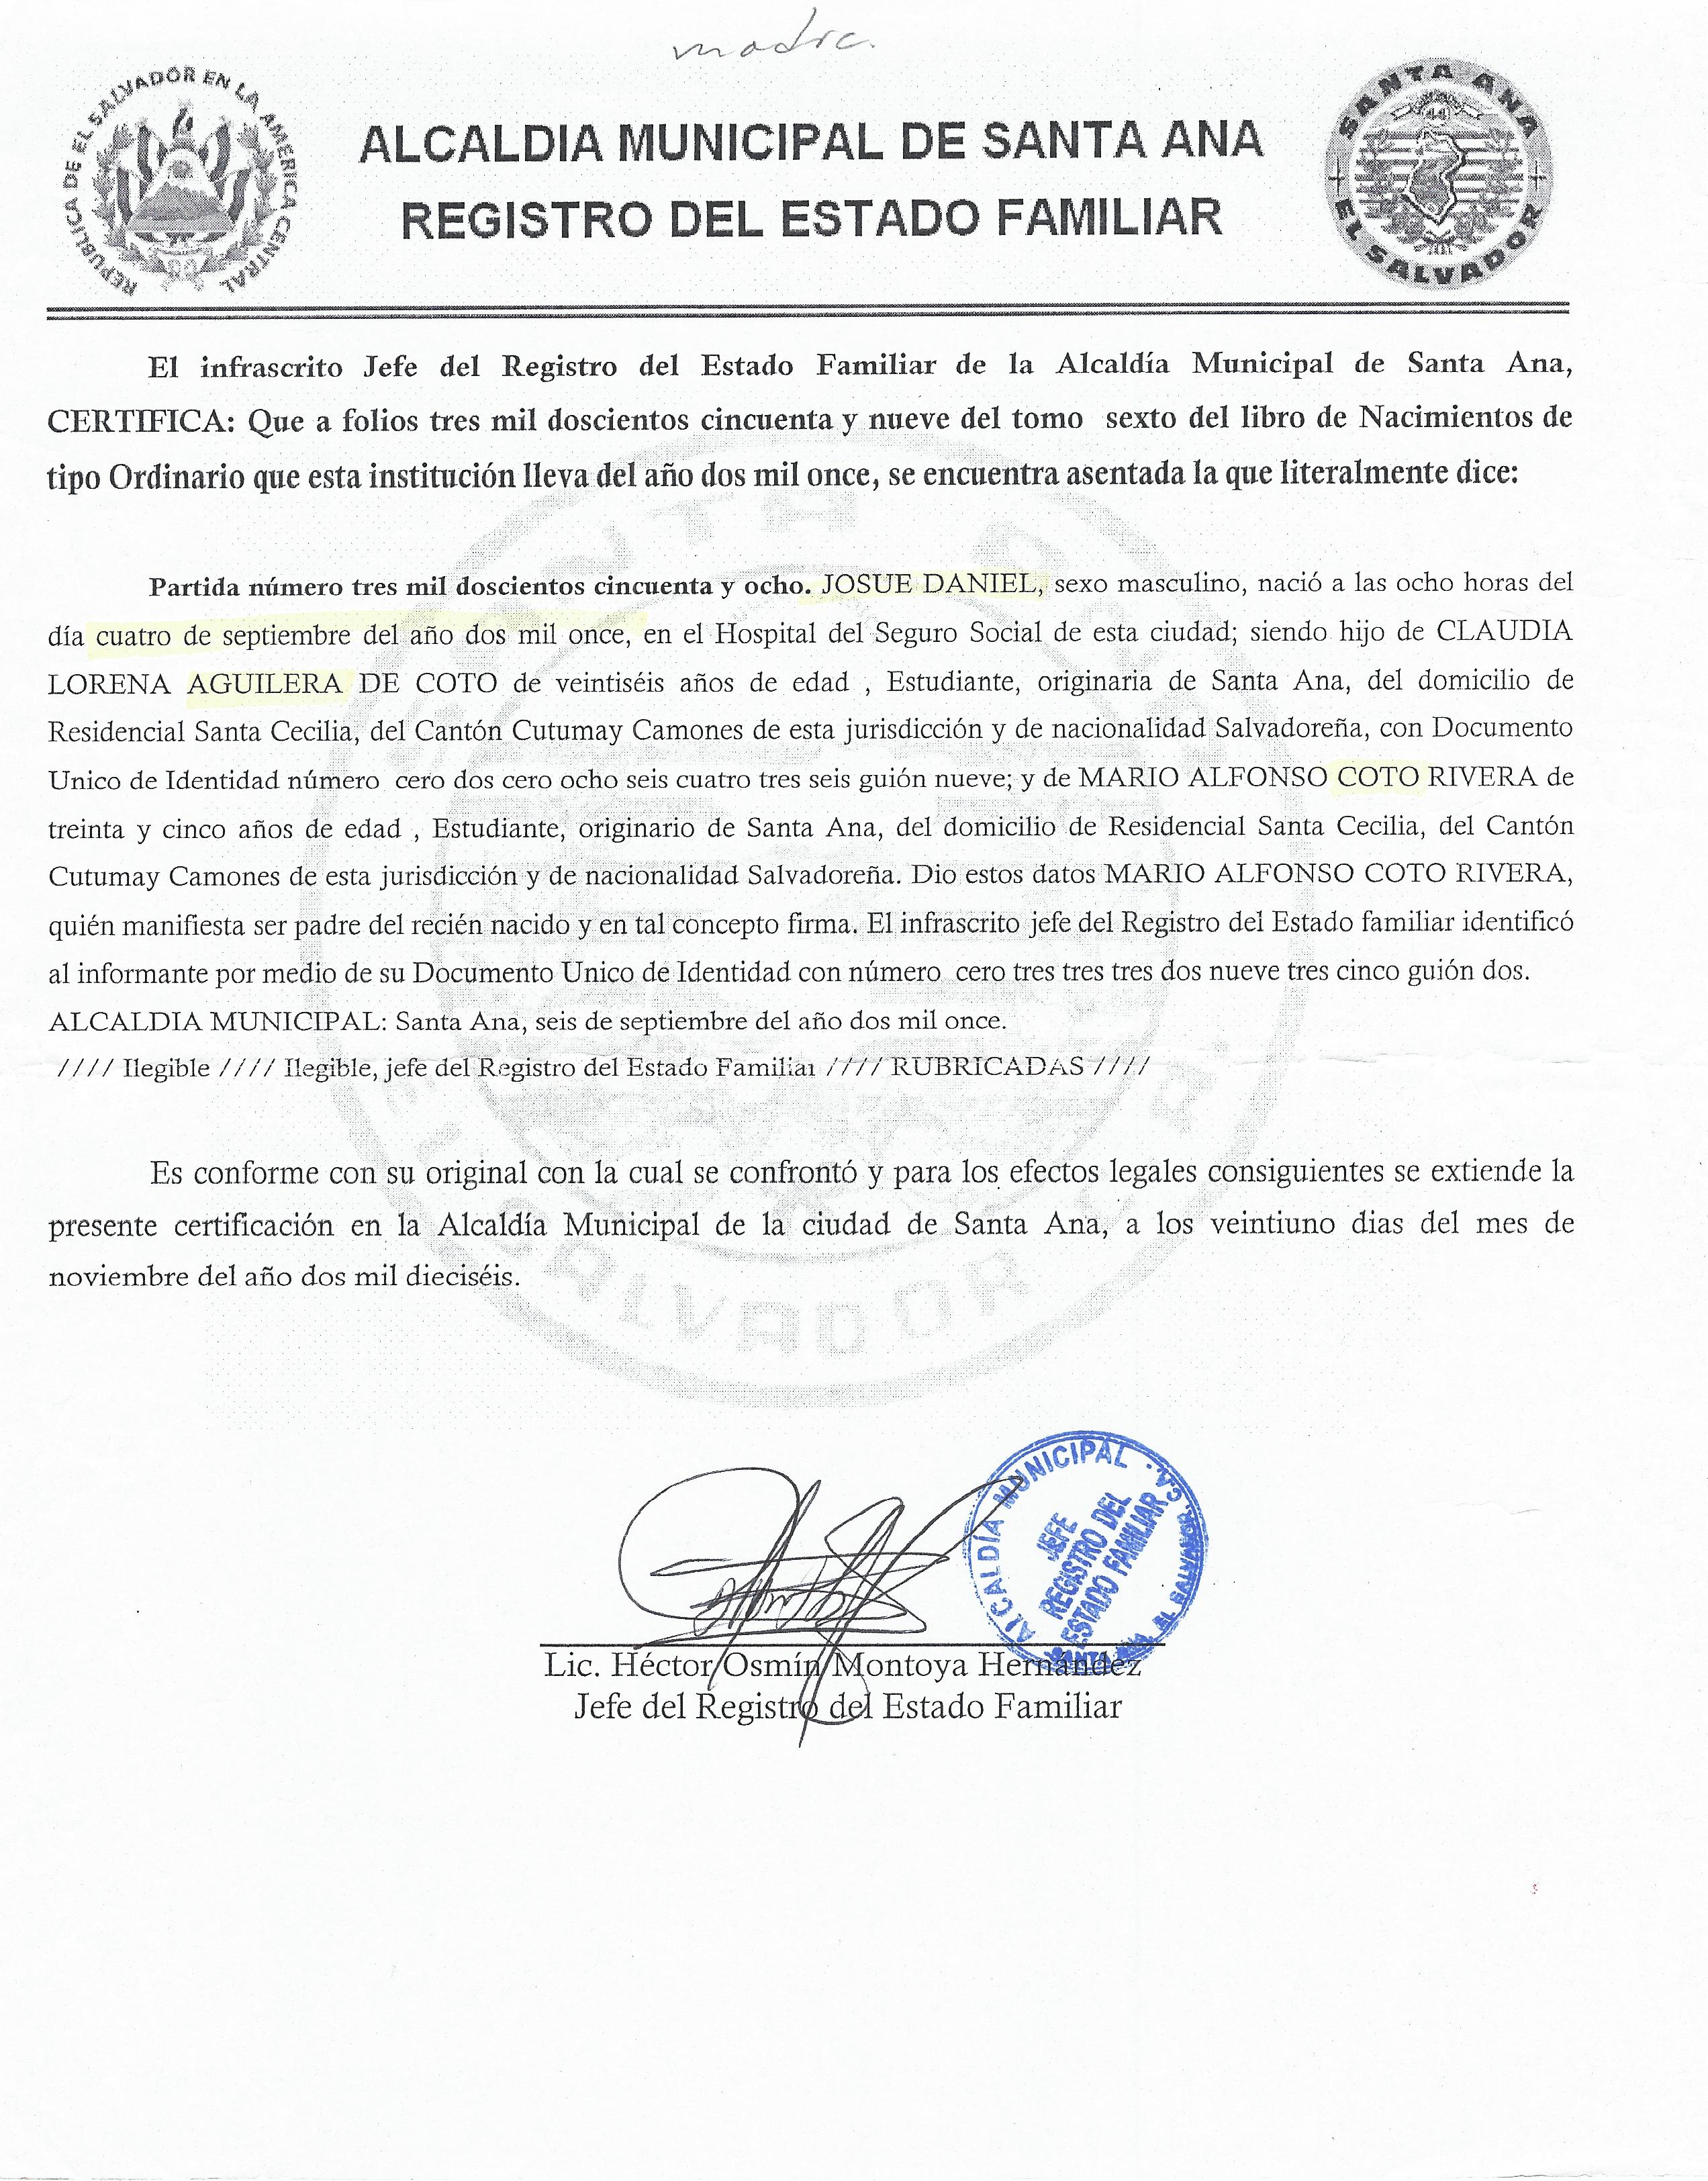 madre.
REPUBLICA DE EL SALVADOR EN LA AMERICA CENTRAL
ALCALDIA MUNICIPAL DE SANTA ANA
REGISTRO DEL ESTADO FAMILIAR
SANTA ANA
44
EL SALVADOR
El infrascrito Jefe del Registro del Estado Familiar de la Alcaldía Municipal de Santa Ana,
CERTIFICA: Que a folios tres mil doscientos cincuenta y nueve del tomo sexto del libro de Nacimientos de
tipo Ordinario que esta institución lleva del año dos mil once, se encuentra asentada la que literalmente dice:
Partida número tres mil doscientos cincuenta y ocho. JOSUE DANIEL, sexo masculino, nació a las ocho horas del
día cuatro de septiembre del año dos mil once, en el Hospital del Seguro Social de esta ciudad; siendo hijo de CLAUDIA
LORENA AGUILERA DE COTO de veintiséis años de edad , Estudiante, originaria de Santa Ana, del domicilio de
Residencial Santa Cecilia, del Cantón Cutumay Camones de esta jurisdicción y de nacionalidad Salvadoreña, con Documento
Unico de Identidad número cero dos cero ocho seis cuatro tres seis guión nueve; y de MARIO ALFONSO COTO RIVERA de
treinta y cinco años de edad , Estudiante, originario de Santa Ana, del domicilio de Residencial Santa Cecilia, del Cantón
Cutumay Camones de esta jurisdicción y de nacionalidad Salvadoreña. Dio estos datos MARIO ALFONSO COTO RIVERA,
quién manifiesta ser padre del recién nacido y en tal concepto firma. El infrascrito jefe del Registro del Estado familiar identificó
al informante por medio de su Documento Unico de Identidad con número cero tres tres tres dos nueve tres cinco guión dos.
ALCALDIA MUNICIPAL: Santa Ana, seis de septiembre del año dos mil once.
//// Ilegible //// Ilegible, jefe del Registro del Estado Familiar //// RUBRICADAS ////
Es conforme con su original con la cual se confrontó y para los efectos legales consiguientes se extiende la
presente certificación en la Alcaldía Municipal de la ciudad de Santa Ana, a los veintiuno dias del mes de
noviembre del año dos mil dieciséis.
ALCALDÍA MUNICIPAL
JEFE
REGISTRO DEL
ESTADO FAMILIAR
SANTA ANA, EL SALVADOR, C.A.
Lic. Héctor Osmín Montoya Hernández
Jefe del Registro del Estado Familiar